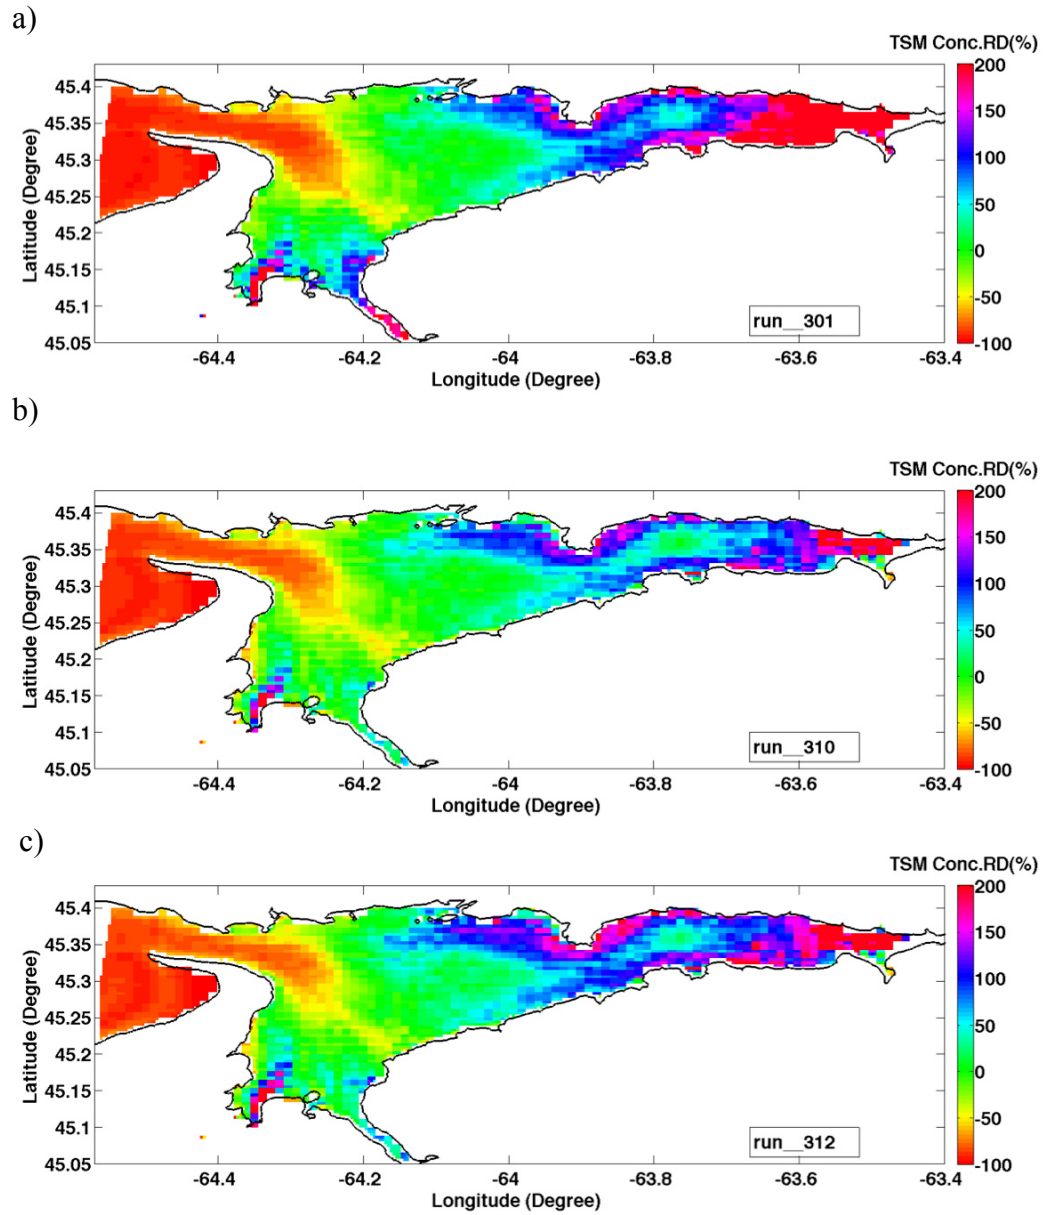 a)
TSM Conc.RD(%)
45.4
45.35
45.3
45.25
45.2
45.15
45.1
45.05
Latitude (Degree)
-64.4 -64.2 -64 -63.8 -63.6 -63.4
Longitude (Degree)
run__301
200
150
100
50
0
-50
-100
b)
TSM Conc.RD(%)
45.4
45.35
45.3
45.25
45.2
45.15
45.1
45.05
Latitude (Degree)
-64.4 -64.2 -64 -63.8 -63.6 -63.4
Longitude (Degree)
run__310
200
150
100
50
0
-50
-100
c)
TSM Conc.RD(%)
45.4
45.35
45.3
45.25
45.2
45.15
45.1
45.05
Latitude (Degree)
-64.4 -64.2 -64 -63.8 -63.6 -63.4
Longitude (Degree)
run__312
200
150
100
50
0
-50
-100